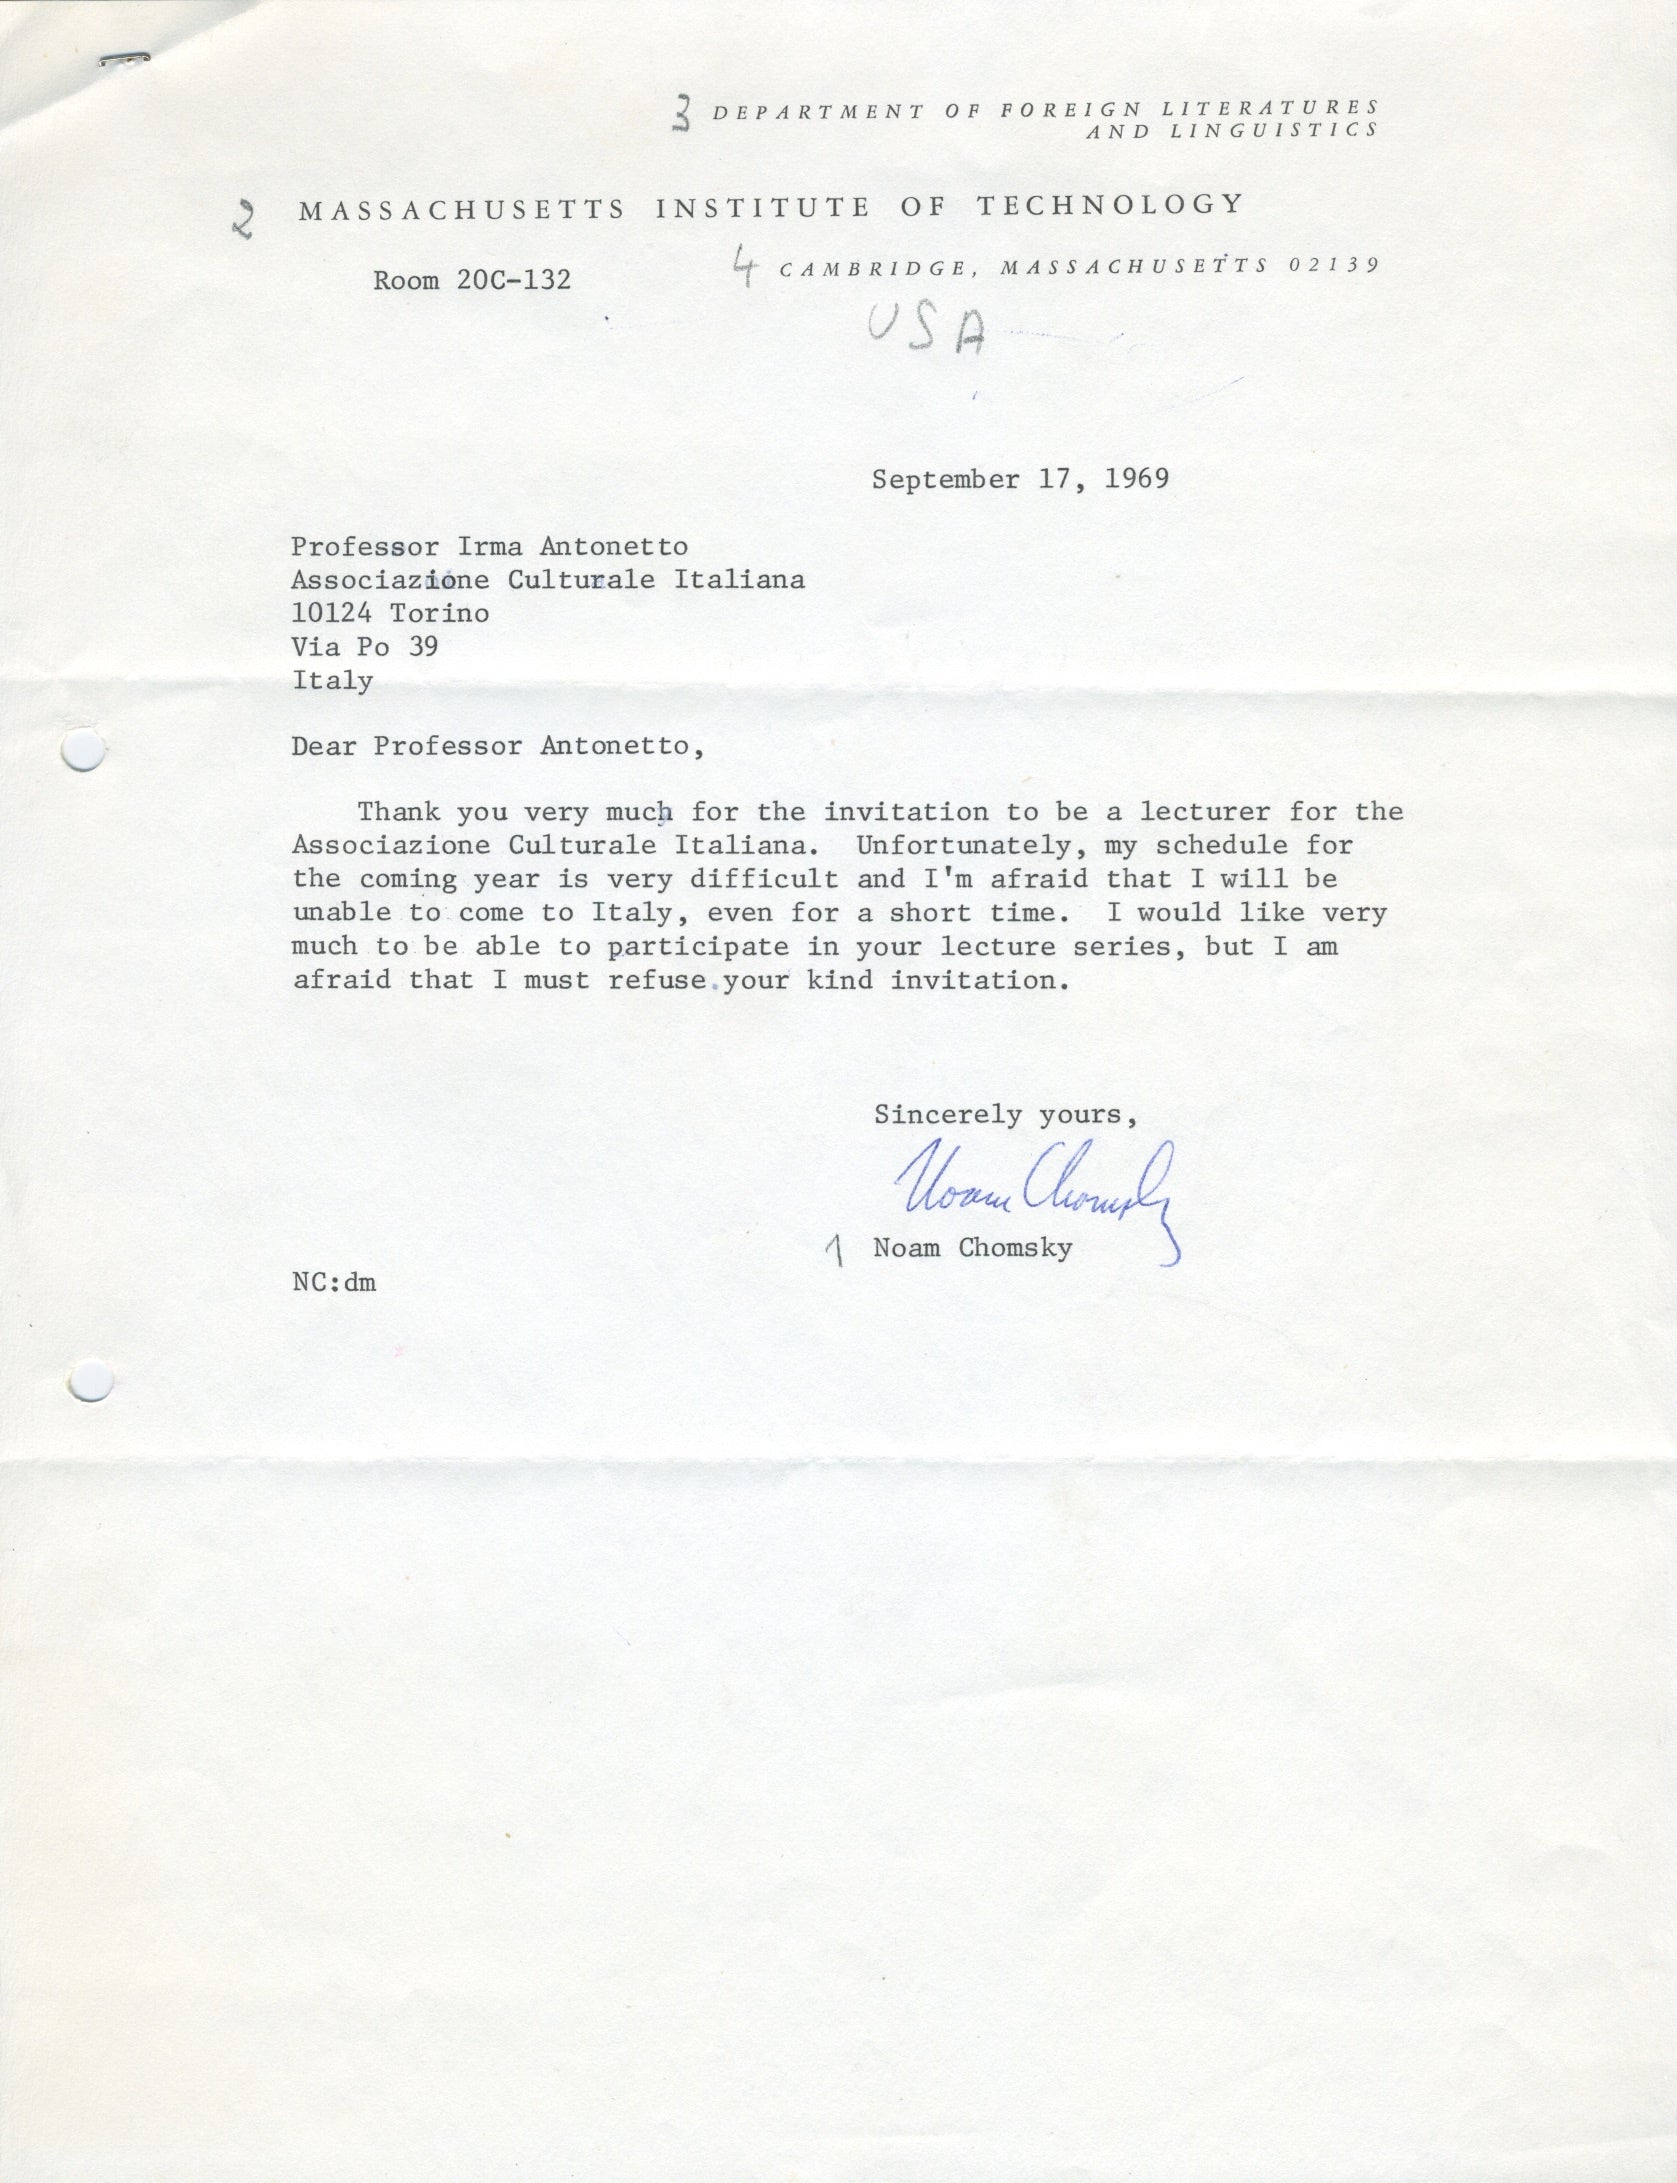 3 DEPARTMENT OF FOREIGN LITERATURES
AND LINGUISTICS
2 MASSACHUSETTS INSTITUTE OF TECHNOLOGY
Room 20C-132
4 CAMBRIDGE, MASSACHUSETTS 02139
USA
September 17, 1969
Professor Irma Antonetto
Associazione Culturale Italiana
10124 Torino
Via Po 39
Italy
Dear Professor Antonetto,
Thank you very much for the invitation to be a lecturer for the
Associazione Culturale Italiana. Unfortunately, my schedule for
the coming year is very difficult and I'm afraid that I will be
unable to come to Italy, even for a short time. I would like very
much to be able to participate in your lecture series, but I am
afraid that I must refuse your kind invitation.
Sincerely yours,
Noam Chomsky
1 Noam Chomsky
NC:dm